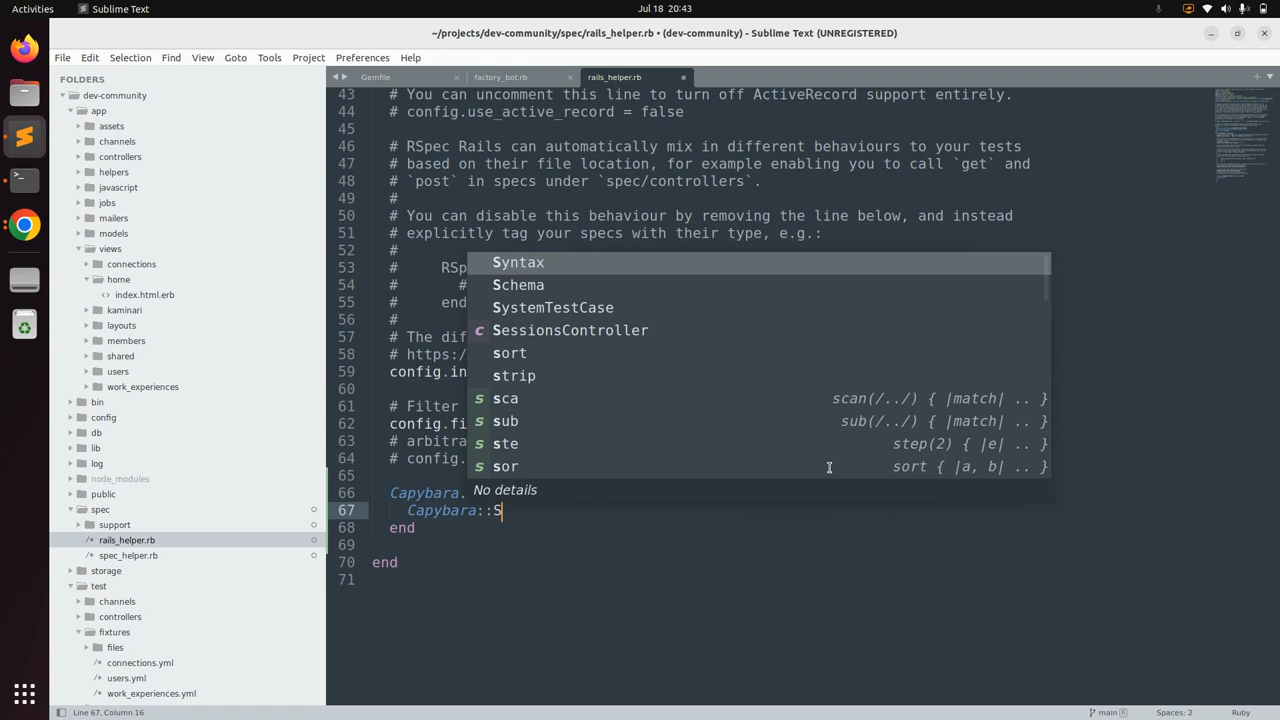 Activities
Sublime Text
Jul 18 20:43
~/projects/dev-community/spec/rails_helper.rb • (dev-community) - Sublime Text (UNREGISTERED)
File Edit Selection Find View Goto Tools Project Preferences Help
FOLDERS
dev-community
app
assets
channels
controllers
helpers
javascript
jobs
mailers
models
views
connections
home
<> index.html.erb
kaminari
layouts
members
shared
users
work_experiences
bin
config
db
lib
log
node_modules
public
spec
support
/* rails_helper.rb
/* spec_helper.rb
storage
test
channels
controllers
fixtures
files
/* connections.yml
/* users.yml
/* work_experiences.yml
Gemfile
factory_bot.rb
rails_helper.rb
43 # You can uncomment this line to turn off ActiveRecord support entirely.
44 # config.use_active_record = false
45
46 # RSpec Rails can automatically mix in different behaviours to your tests
47 # based on their file location, for example enabling you to call `get` and
48 # `post` in specs under `spec/controllers`.
49 #
50 # You can disable this behaviour by removing the line below, and instead
51 # explicitly tag your specs with their type, e.g.:
52 #
53 # RSp
54 # #
55 # end
56 #
57 # The dif
58 # https:/
59 config.in
60
61 # Filter
62 config.fi
63 # arbitra
64 # config.
65
66 Capybara.
67 Capybara::S
68 end
69
70 end
71
Syntax
Schema
SystemTestCase
c SessionsController
sort
strip
s sca scan(/../) { |match| .. }
s sub sub(/../) { |match| .. }
s ste step(2) { |e| .. }
s sor sort { |a, b| .. }
No details
Line 67, Column 16
main 6
Spaces: 2
Ruby